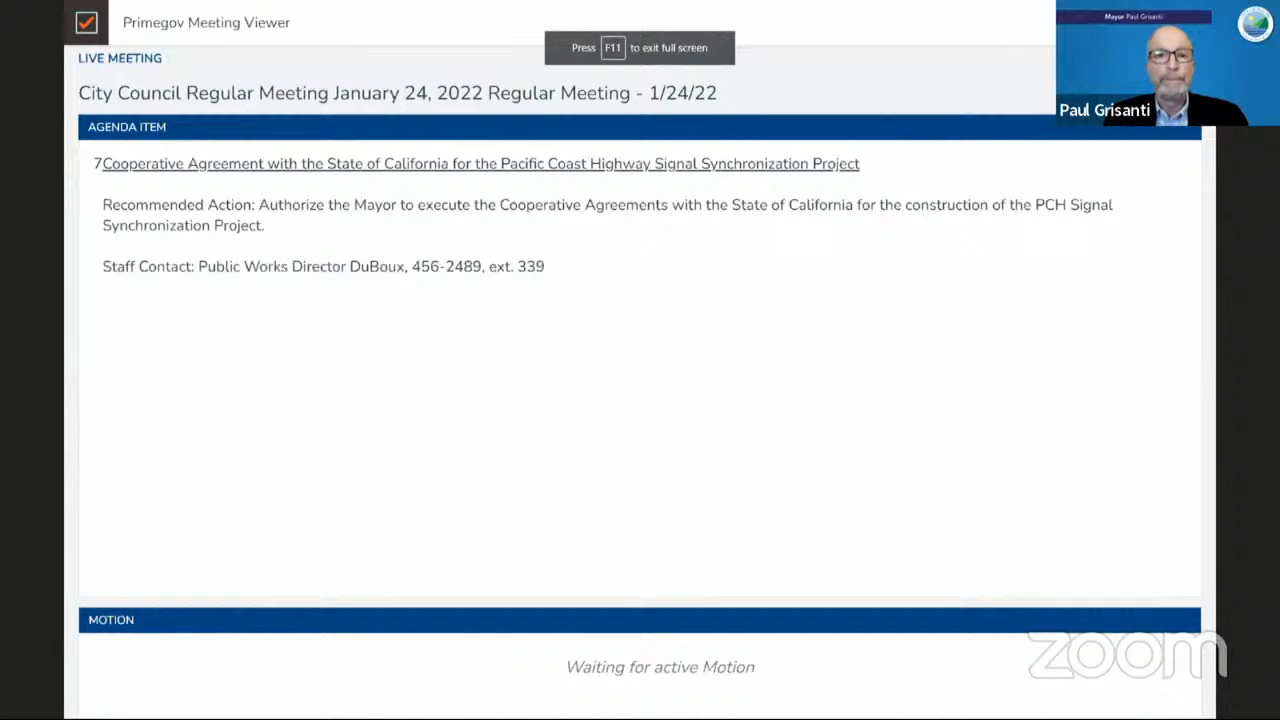 Primegov Meeting Viewer
Mayor Paul Grisanti
Press F11 to exit full screen
LIVE MEETING
City Council Regular Meeting January 24, 2022 Regular Meeting - 1/24/22
Paul Grisanti
AGENDA ITEM
7Cooperative Agreement with the State of California for the Pacific Coast Highway Signal Synchronization Project
Recommended Action: Authorize the Mayor to execute the Cooperative Agreements with the State of California for the construction of the PCH Signal
Synchronization Project.
Staff Contact: Public Works Director DuBoux, 456-2489, ext. 339
MOTION
Waiting for active Motion
zoom